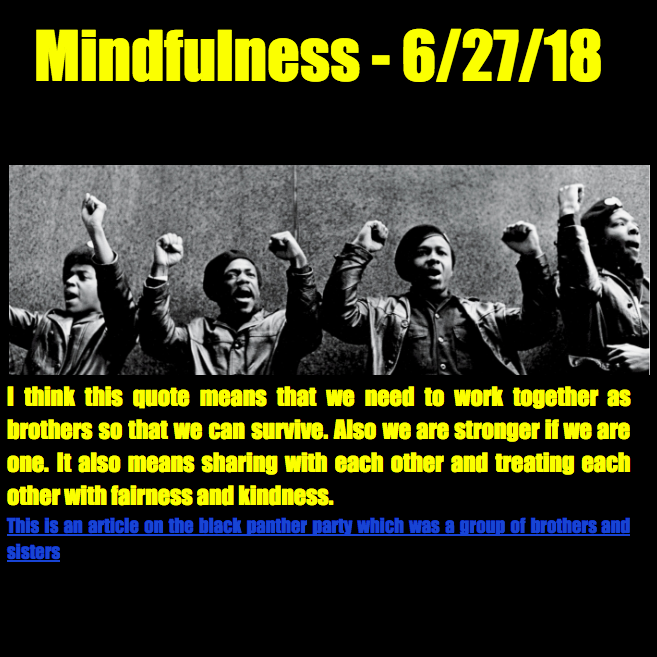 Mindfulness - 6/27/18
I think this quote means that we need to work together as
brothers so that we can survive. Also we are stronger if we are
one. It also means sharing with each other and treating each
other with fairness and kindness.
This is an article on the black panther party which was a group of brothers and
sisters